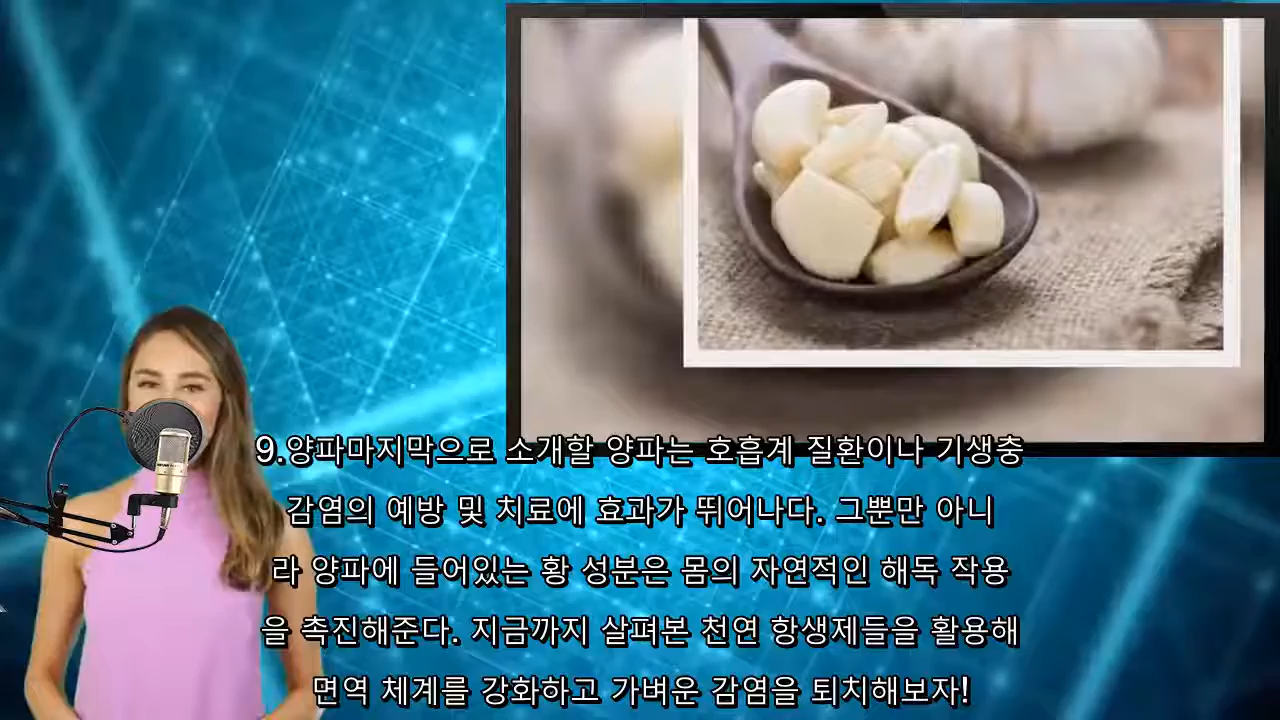 9.양파마지막으로 소개할 양파는 호흡계 질환이나 기생충
감염의 예방 및 치료에 효과가 뛰어나다. 그뿐만 아니
라 양파에 들어있는 황 성분은 몸의 자연적인 해독 작용
을 촉진해준다. 지금까지 살펴본 천연 항생제들을 활용해
면역 체계를 강화하고 가벼운 감염을 퇴치해보자!